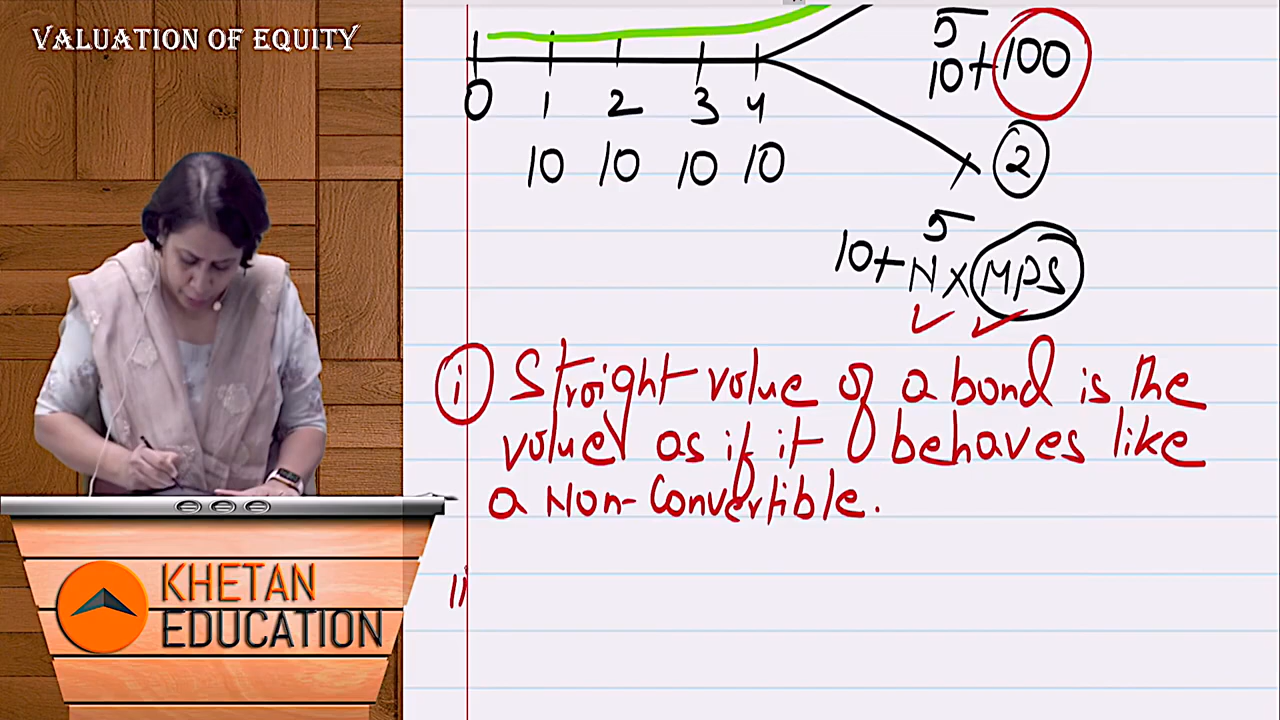 VALUATION OF EQUITY
5
10+ 100
0 1 2 3 4
10 10 10 10
2
5
10+ N x MPS
i) Straight value of a bond is the
value as if it behaves like
a Non-Convertible.
ii
KHETAN
EDUCATION